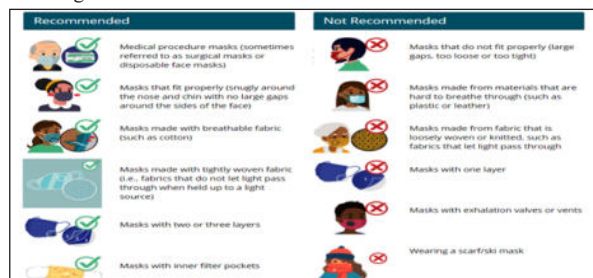 Recommended
Medical procedure masks (sometimes
referred to as surgical masks or
disposable face masks)
Masks that fit properly (snugly around
the nose and chin with no large gaps
around the sides of the face)
Masks made with breathable fabric
(such as cotton)
Masks made with tightly woven fabric
(i.e., fabrics that do not let light pass
through when held up to a light
source)
Masks with two or three layers
Masks with inner filter pockets
Not Recommended
Masks that do not fit properly (large
gaps, too loose or too tight)
Masks made from materials that are
hard to breathe through (such as
plastic or leather)
Masks made from fabric that is
loosely woven or knitted, such as
fabrics that let light pass through
Masks with one layer
Masks with exhalation valves or vents
Wearing a scarf/ski mask